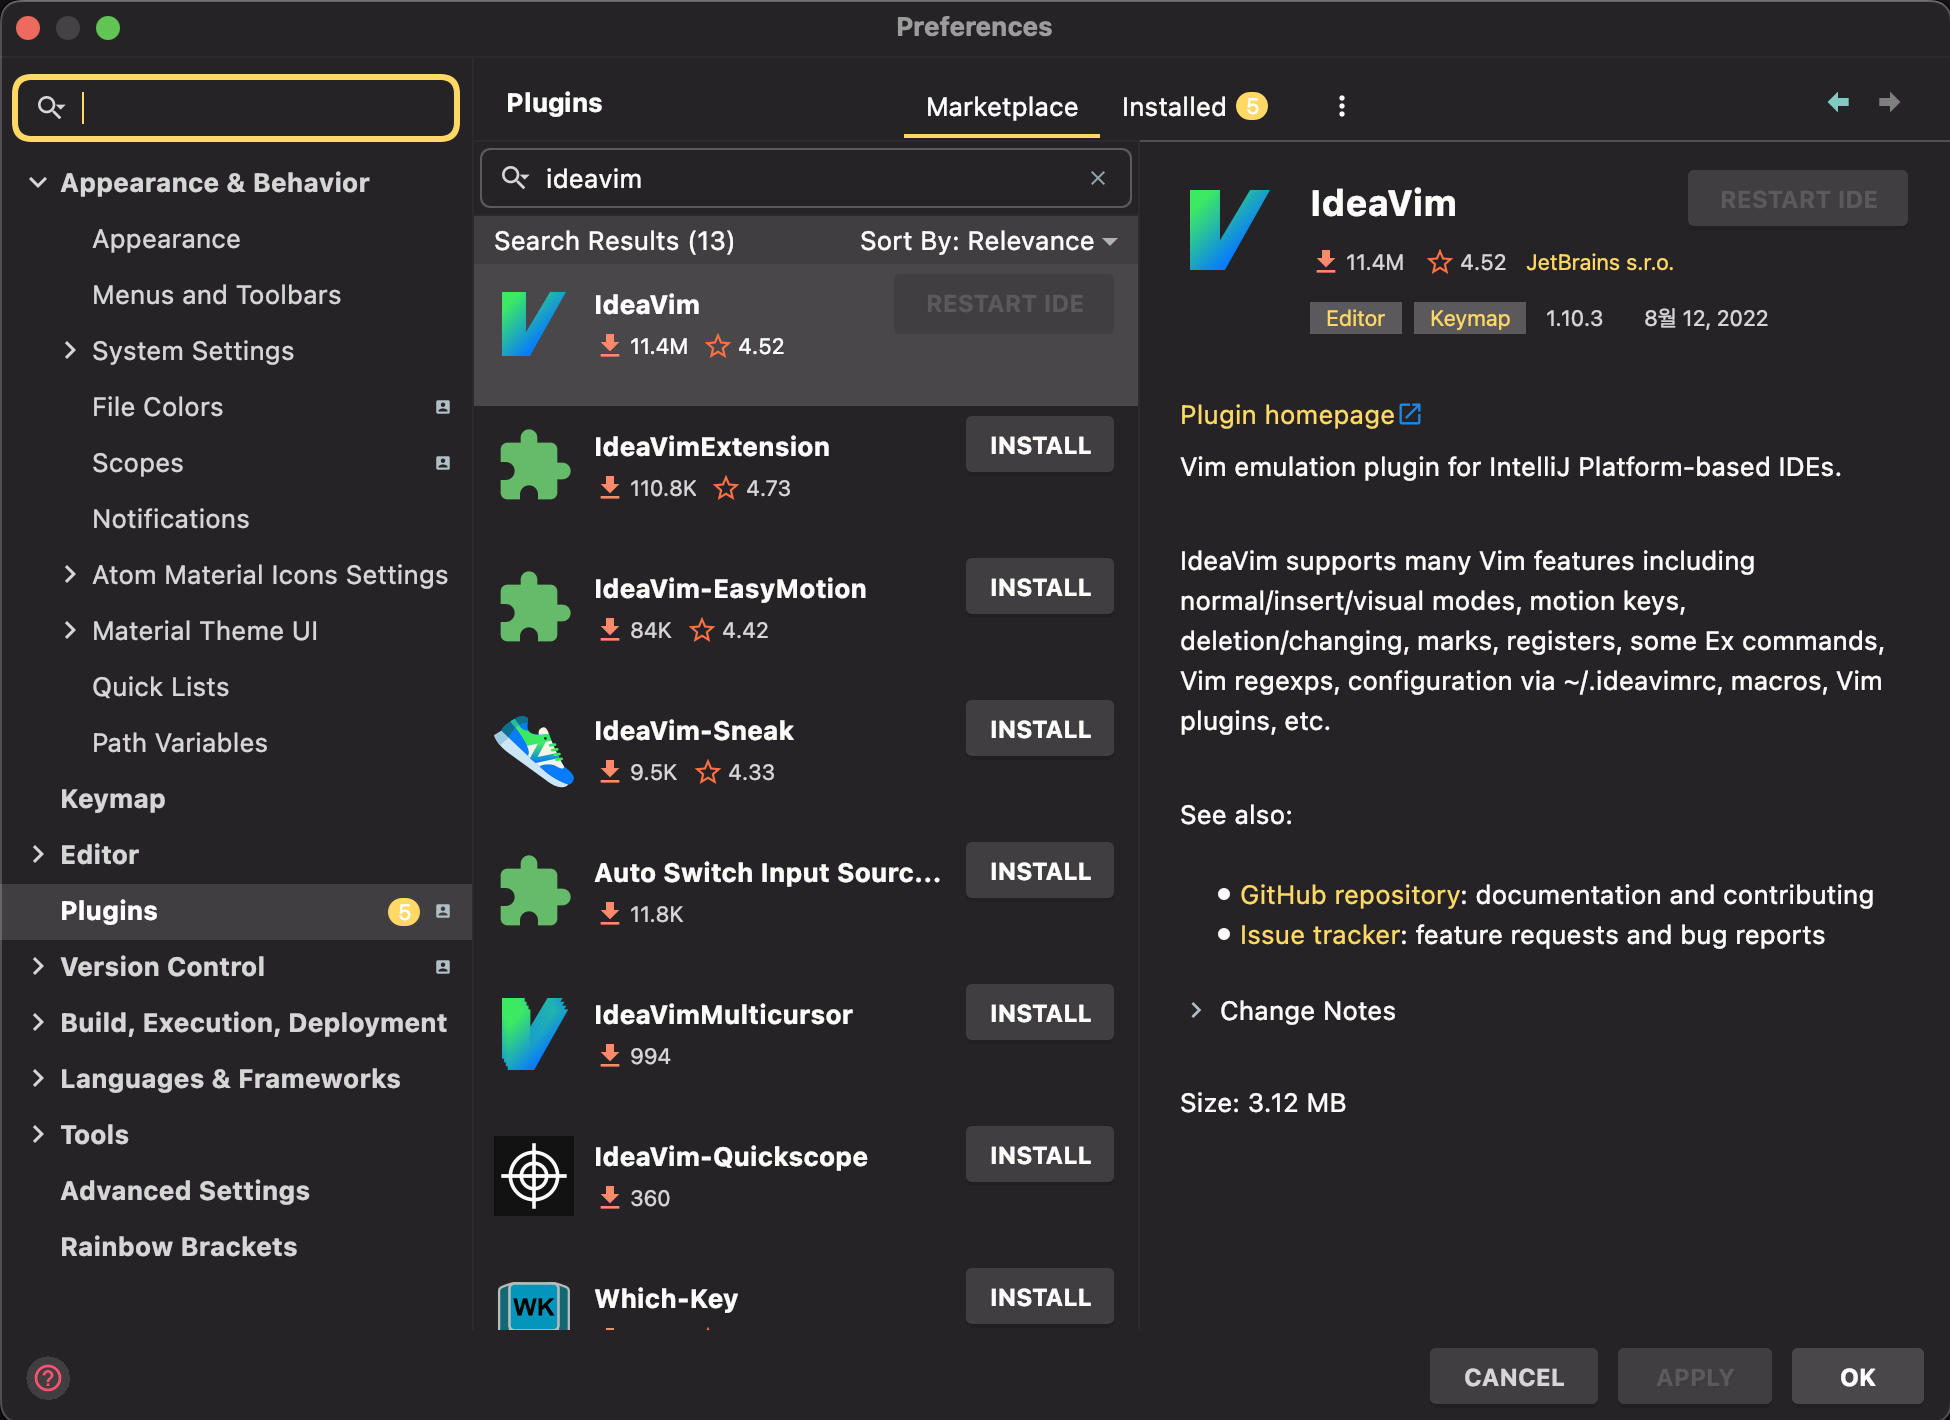 Preferences
Appearance & Behavior
Appearance
Menus and Toolbars
System Settings
File Colors
Scopes
Notifications
Atom Material Icons Settings
Material Theme UI
Quick Lists
Path Variables
Keymap
Editor
Plugins 5
Version Control
Build, Execution, Deployment
Languages & Frameworks
Tools
Advanced Settings
Rainbow Brackets
?
Plugins
Marketplace
Installed 5
ideavim
Search Results (13) Sort By: Relevance
IdeaVim RESTART IDE
11.4M 4.52
IdeaVimExtension INSTALL
110.8K 4.73
IdeaVim-EasyMotion INSTALL
84K 4.42
IdeaVim-Sneak INSTALL
9.5K 4.33
Auto Switch Input Sourc... INSTALL
11.8K
IdeaVimMulticursor INSTALL
994
IdeaVim-Quickscope INSTALL
360
WK
Which-Key INSTALL
IdeaVim RESTART IDE
11.4M 4.52 JetBrains s.r.o.
Editor Keymap 1.10.3 8월 12, 2022
Plugin homepage
Vim emulation plugin for IntelliJ Platform-based IDEs.
IdeaVim supports many Vim features including
normal/insert/visual modes, motion keys,
deletion/changing, marks, registers, some Ex commands,
Vim regexps, configuration via ~/.ideavimrc, macros, Vim
plugins, etc.
See also:
• GitHub repository: documentation and contributing
• Issue tracker: feature requests and bug reports
Change Notes
Size: 3.12 MB
CANCEL APPLY OK